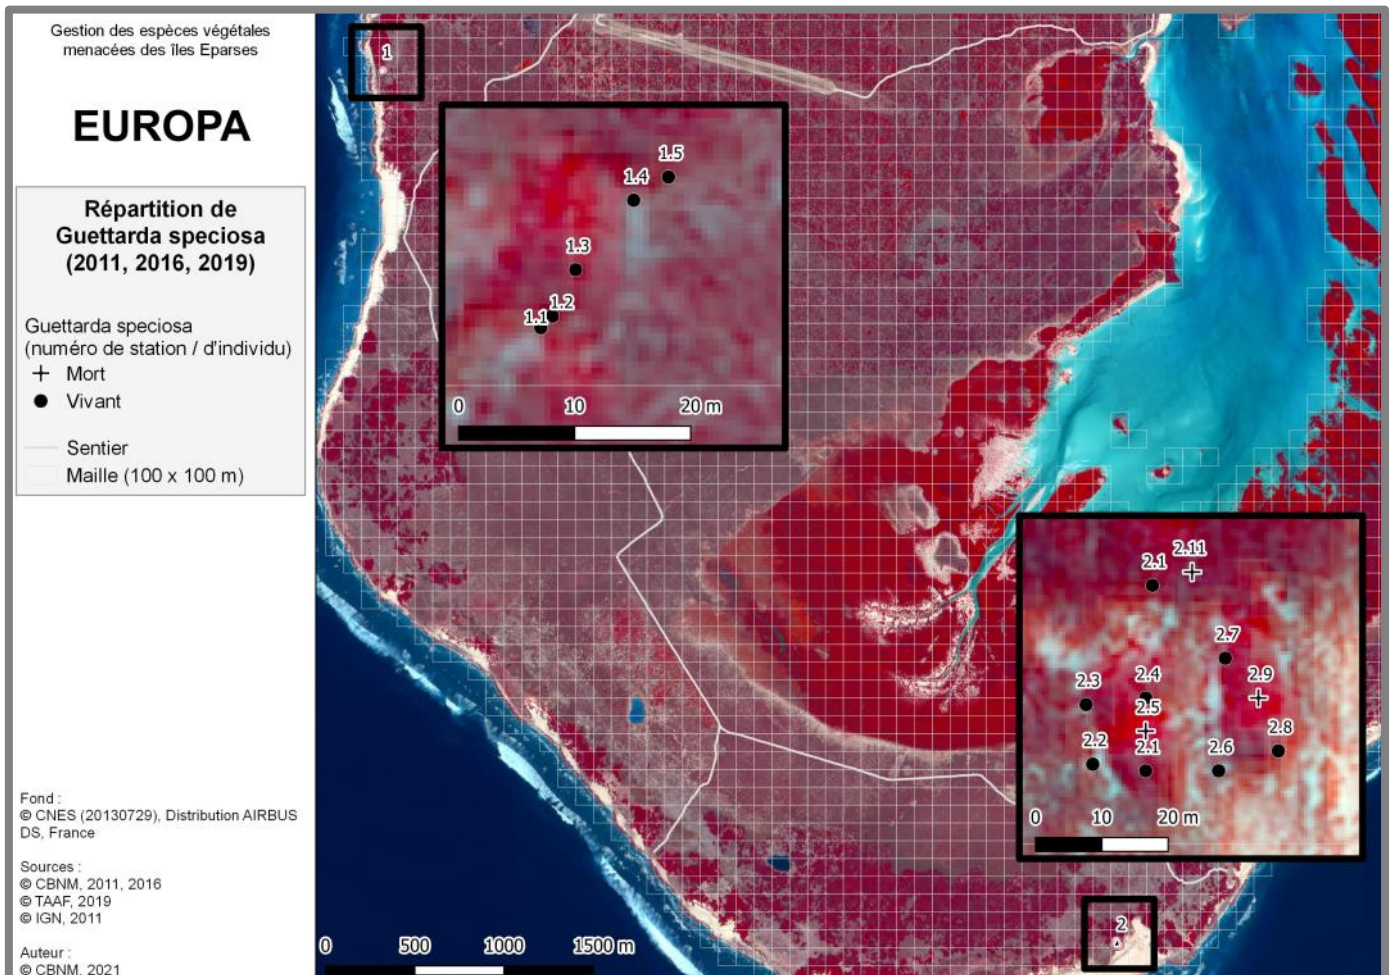 Gestion des espèces végétales
menacées des îles Eparses
EUROPA
Répartition de
Guettarda speciosa
(2011, 2016, 2019)
Guettarda speciosa
(numéro de station / d'individu)
Mort
Vivant
Sentier
Maille (100 x 100 m)
Fond :
© CNES (20130729), Distribution AIRBUS
DS, France
Sources :
© CBNM, 2011, 2016
© TAAF, 2019
© IGN, 2011
Auteur :
© CBNM, 2021
1
1.5
1.4
1.3
1.2
1.1
0 10 20 m
2.11
2.1
2.7
2.4
2.9
2.3
2.5
2.8
2.2
2.1
2.6
0 10 20 m
2
0 500 1000 1500 m